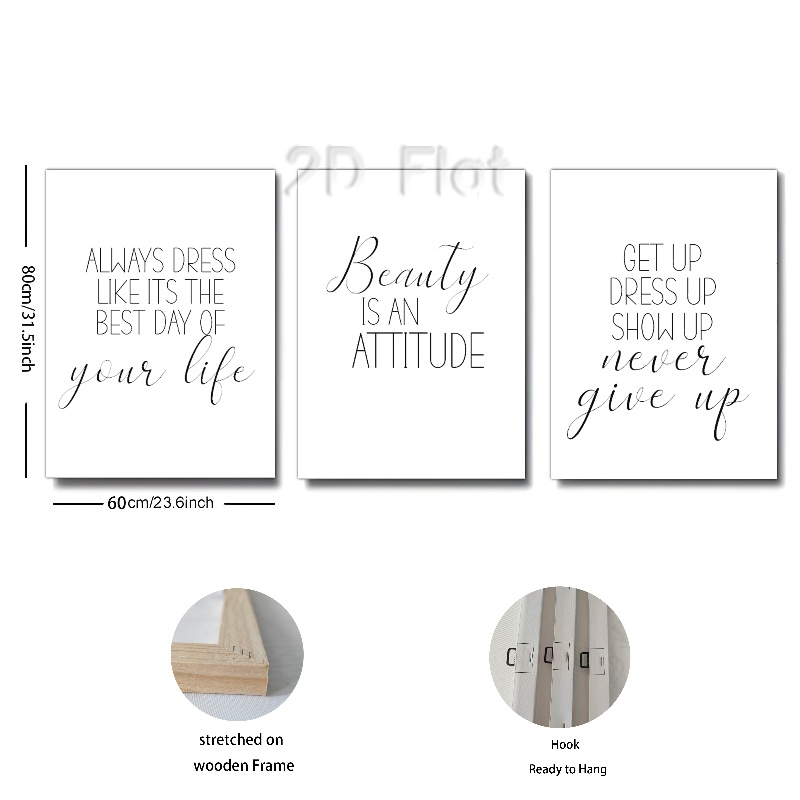 2D Flat
80cm/31.5inch
ALWAYS DRESS
LIKE ITS THE
BEST DAY OF
your life
Beauty
IS AN
ATTITUDE
GET UP
DRESS UP
SHOW UP
never
give up
60cm/23.6inch
stretched on
wooden Frame
Hook
Ready to Hang